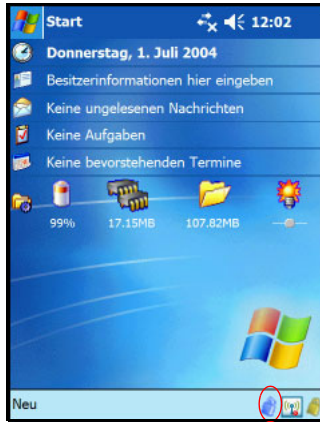 Start 12:02
Donnerstag, 1. Juli 2004
Besitzerinformationen hier eingeben
Keine ungelesenen Nachrichten
Keine Aufgaben
Keine bevorstehenden Termine
99% 17.15MB 107.82MB
Neu